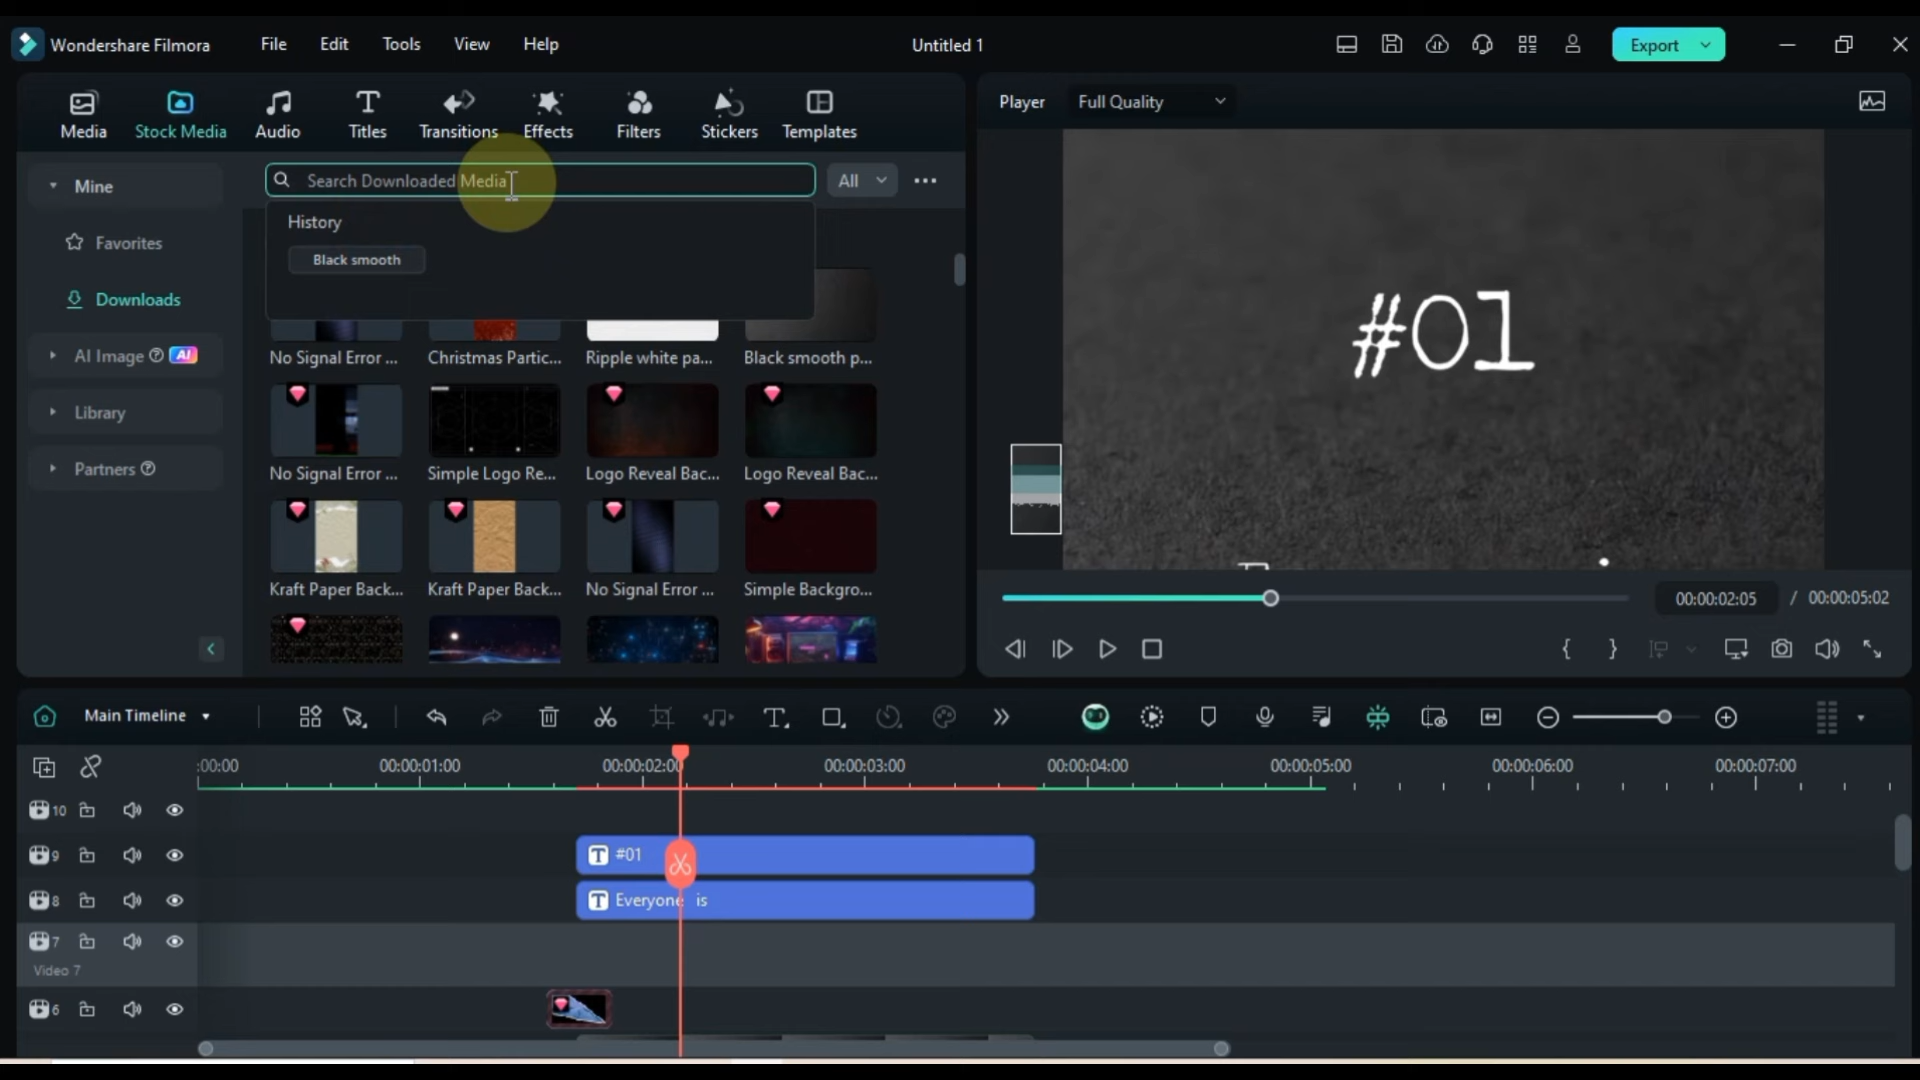 Wondershare Filmora
File
Edit
Tools
View
Help
Untitled 1
Export
Media
Stock Media
Audio
Titles
Transitions
Effects
Filters
Stickers
Templates
Player
Full Quality
Mine
Favorites
Downloads
AI Image
AI
Library
Partners
Search Downloaded Media
All
History
Black smooth
No Signal Error ...
Christmas Partic...
Ripple white pa...
Black smooth p...
No Signal Error ...
Simple Logo Re...
Logo Reveal Bac...
Logo Reveal Bac...
Kraft Paper Back...
Kraft Paper Back...
No Signal Error ...
Simple Backgro...
#01
00:00:02:05 / 00:00:05:02
Main Timeline
:00:00
00:00:01:00
00:00:02:00
00:00:03:00
00:00:04:00
00:00:05:00
00:00:06:00
00:00:07:00
10
9
#01
8
Everyone is
7
Video 7
6